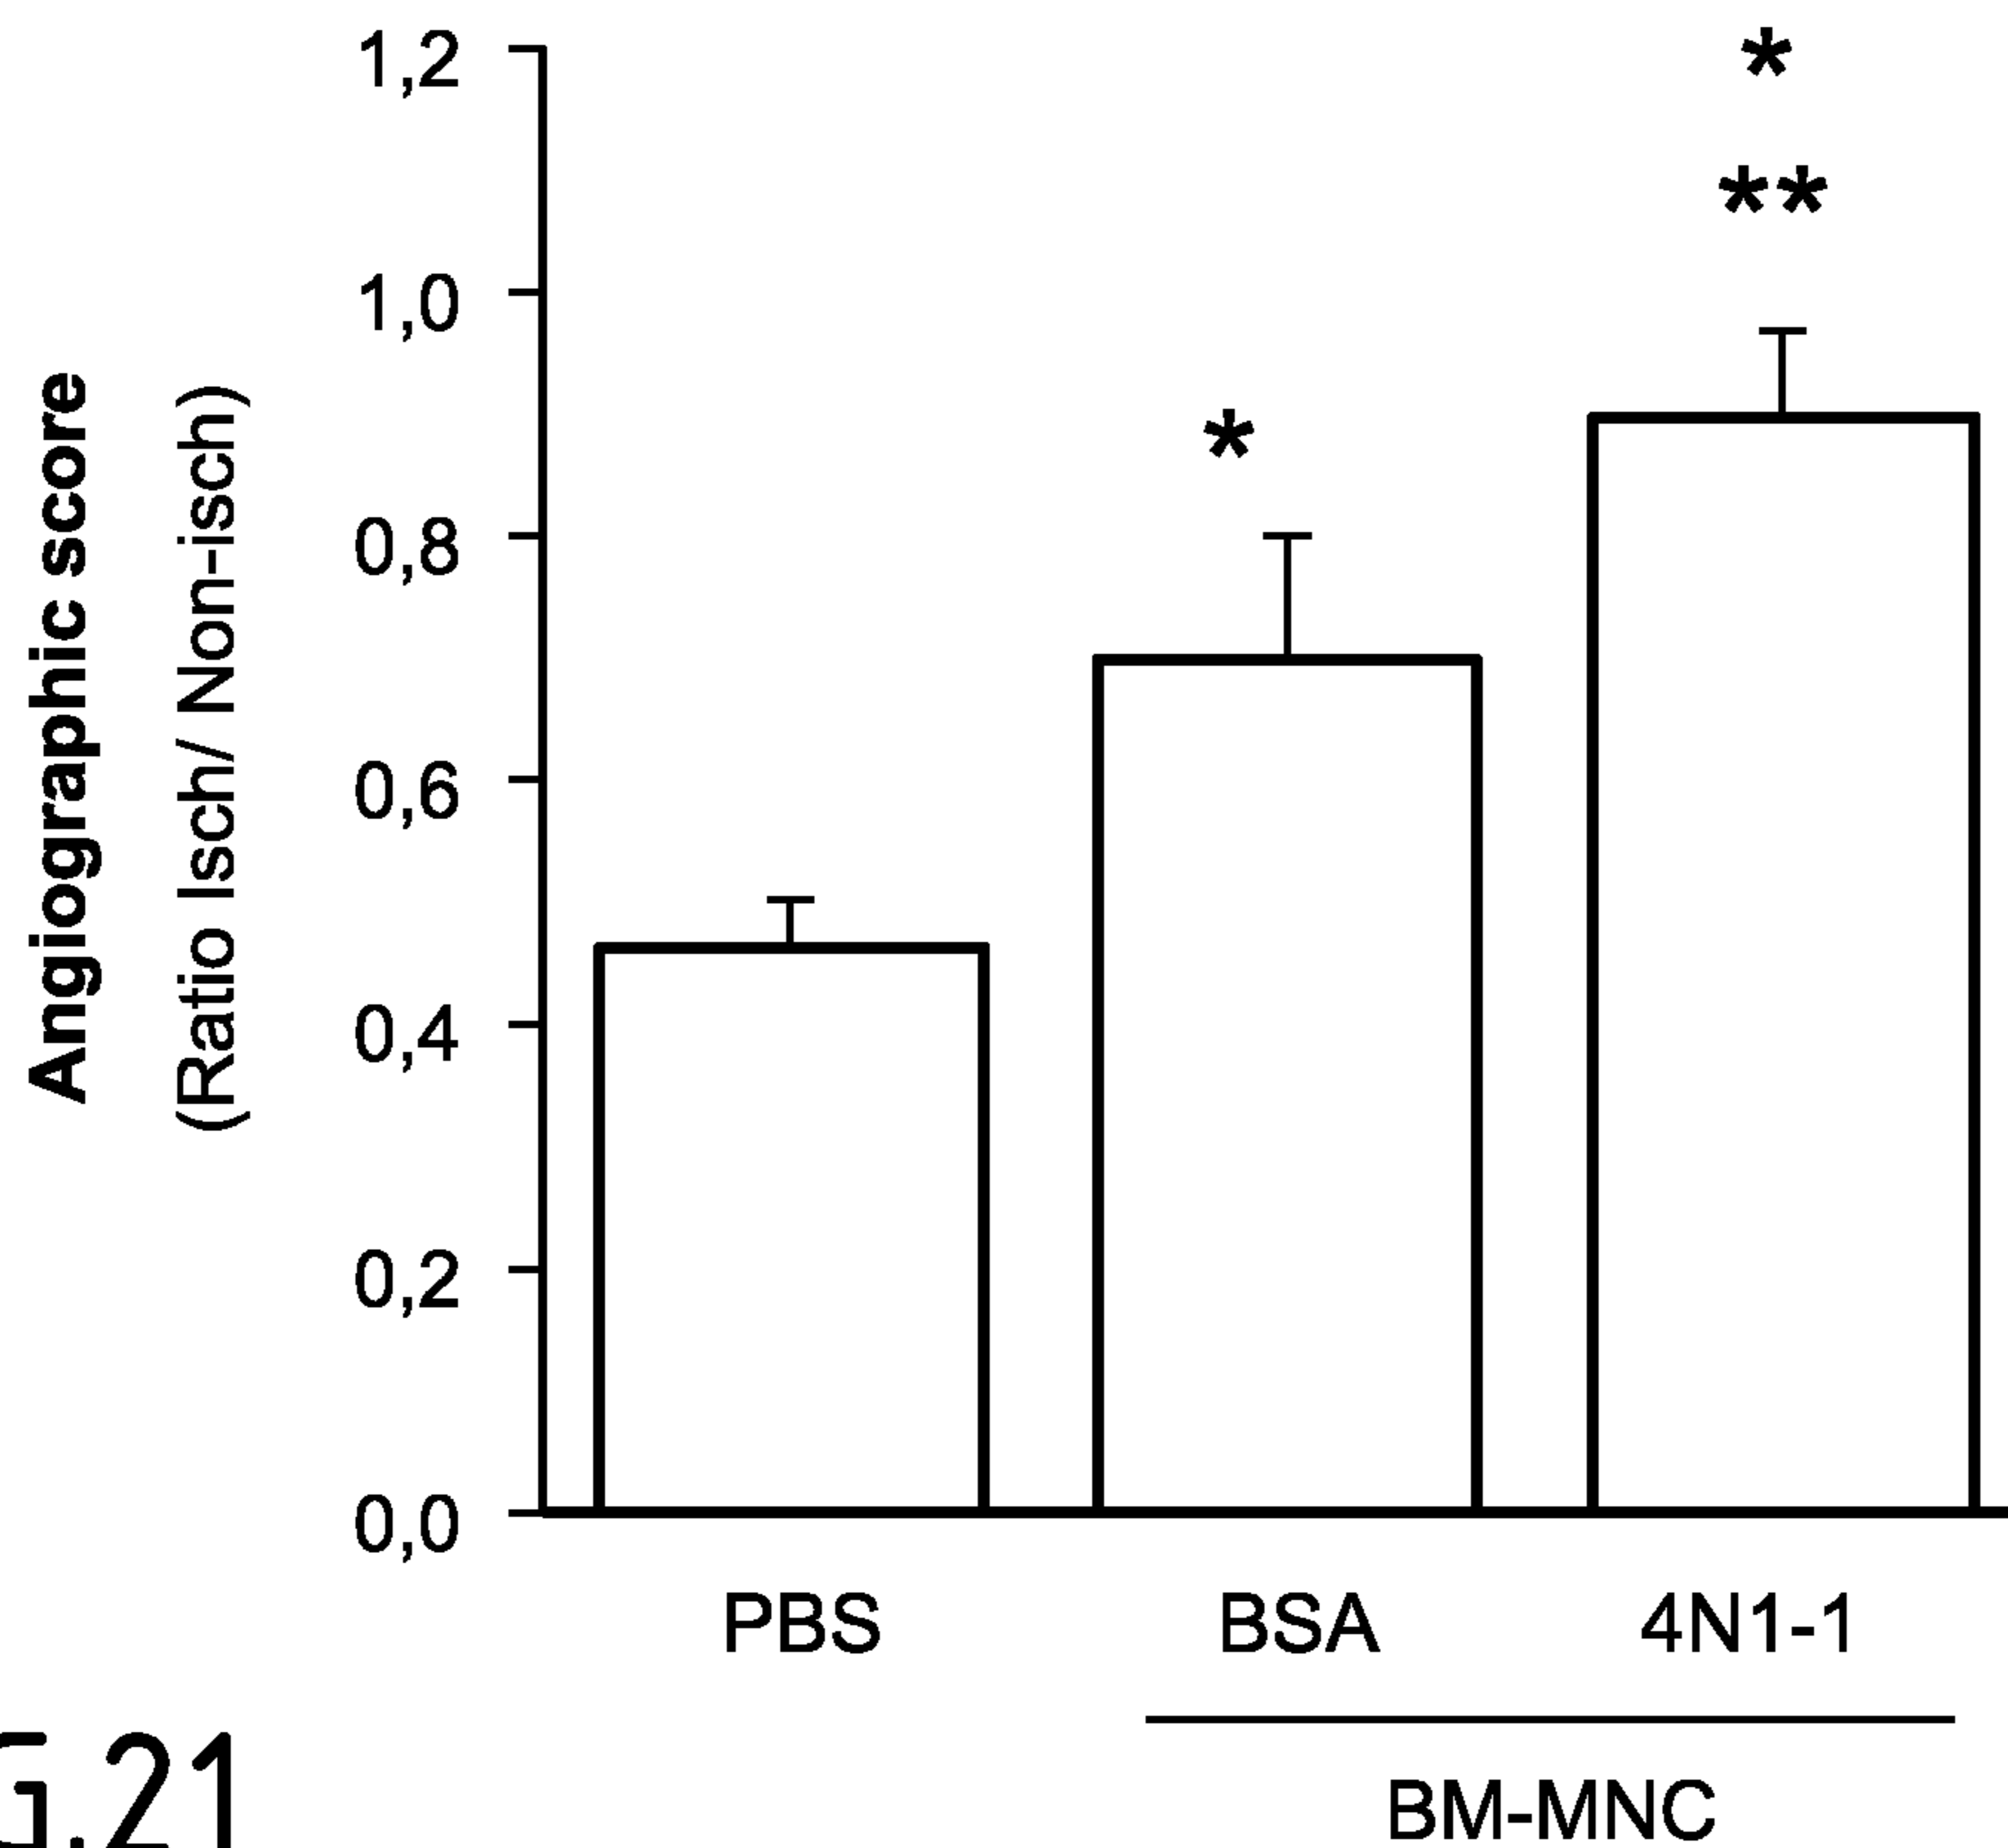 Angiographic score
(Ratio Isch/ Non-isch)
1,2
1,0
0,8
0,6
0,4
0,2
0,0
*
**
*
PBS BSA 4N1-1
BM-MNC
G.21